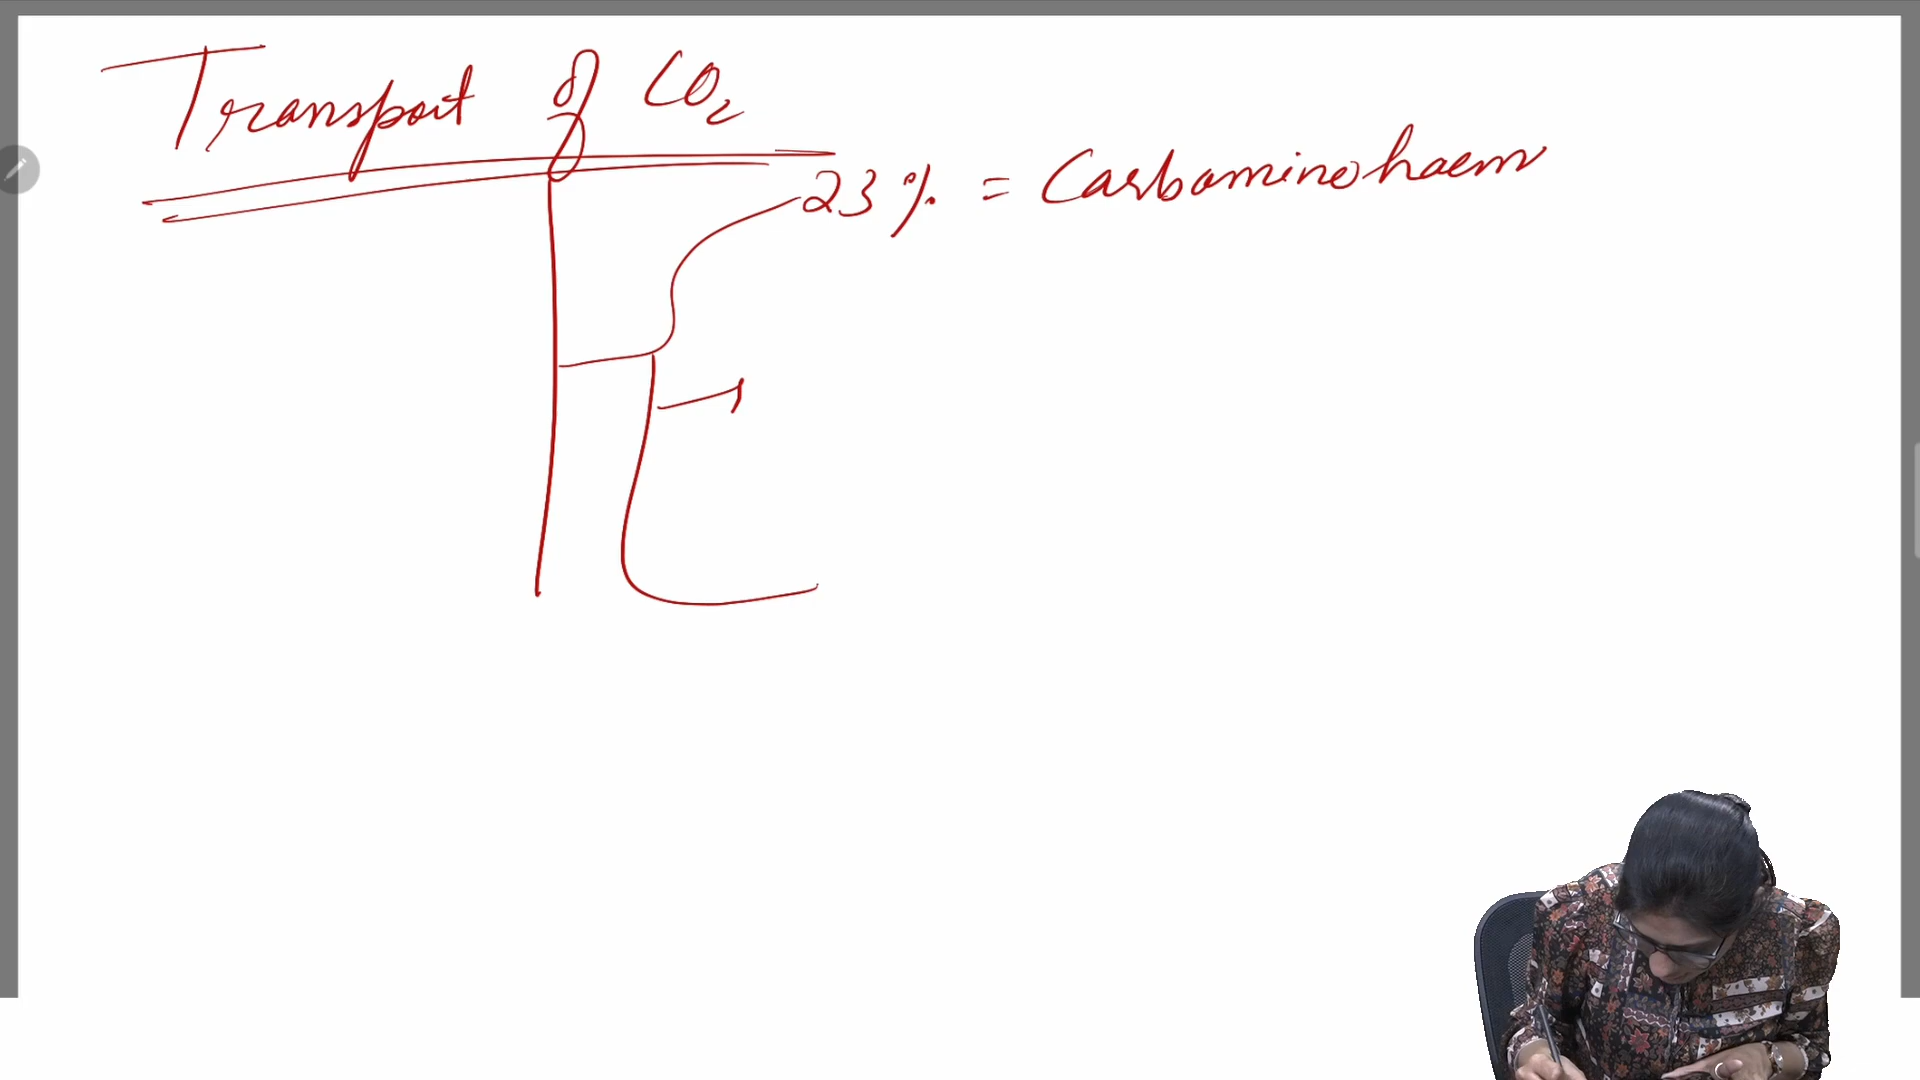 Transport of CO2
23% = Carbaminohaem